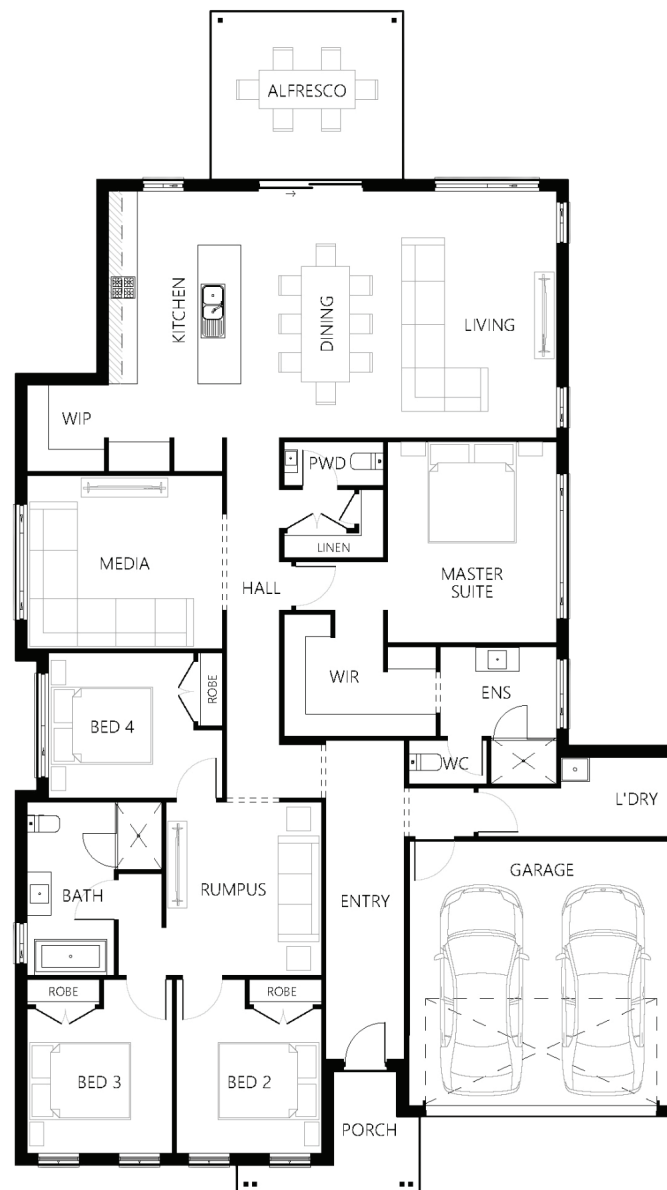 ALFRESCO
KITCHEN
DINING
LIVING
WIP
PWD
LINEN
MEDIA
HALL
MASTER
SUITE
WIR
ENS
ROBE
BED 4
WC
L'DRY
BATH
RUMPUS
ENTRY
GARAGE
ROBE
ROBE
BED 3
BED 2
PORCH